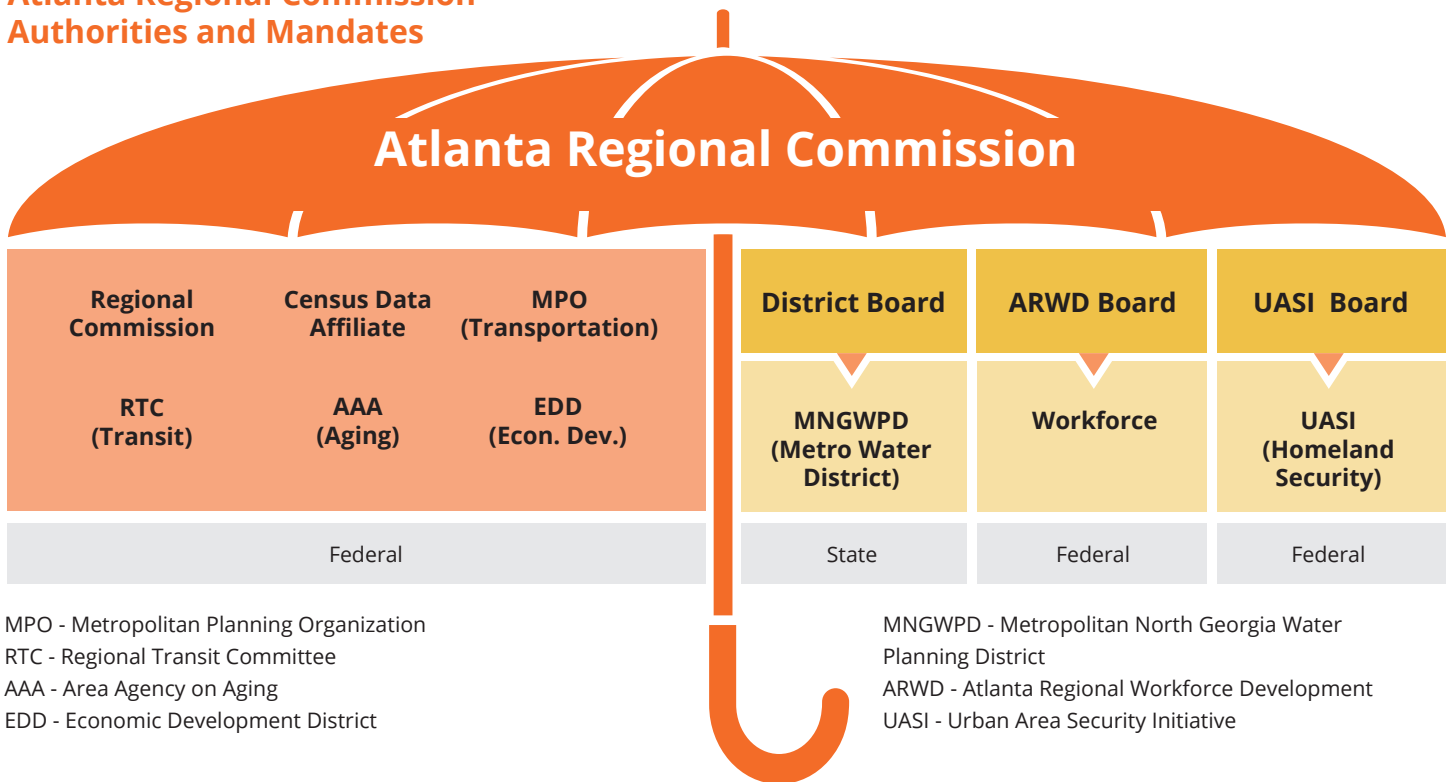 Atlanta Regional Commission
Authorities and Mandates
Atlanta Regional Commission
Regional
Commission
Census Data
Affiliate
MPO
(Transportation)
RTC
(Transit)
AAA
(Aging)
EDD
(Econ. Dev.)
Federal
District Board
MNGWPD
(Metro Water
District)
State
ARWD Board
Workforce
Federal
UASI Board
UASI
(Homeland
Security)
Federal
MPO - Metropolitan Planning Organization
RTC - Regional Transit Committee
AAA - Area Agency on Aging
EDD - Economic Development District
MNGWPD - Metropolitan North Georgia Water
Planning District
ARWD - Atlanta Regional Workforce Development
UASI - Urban Area Security Initiative